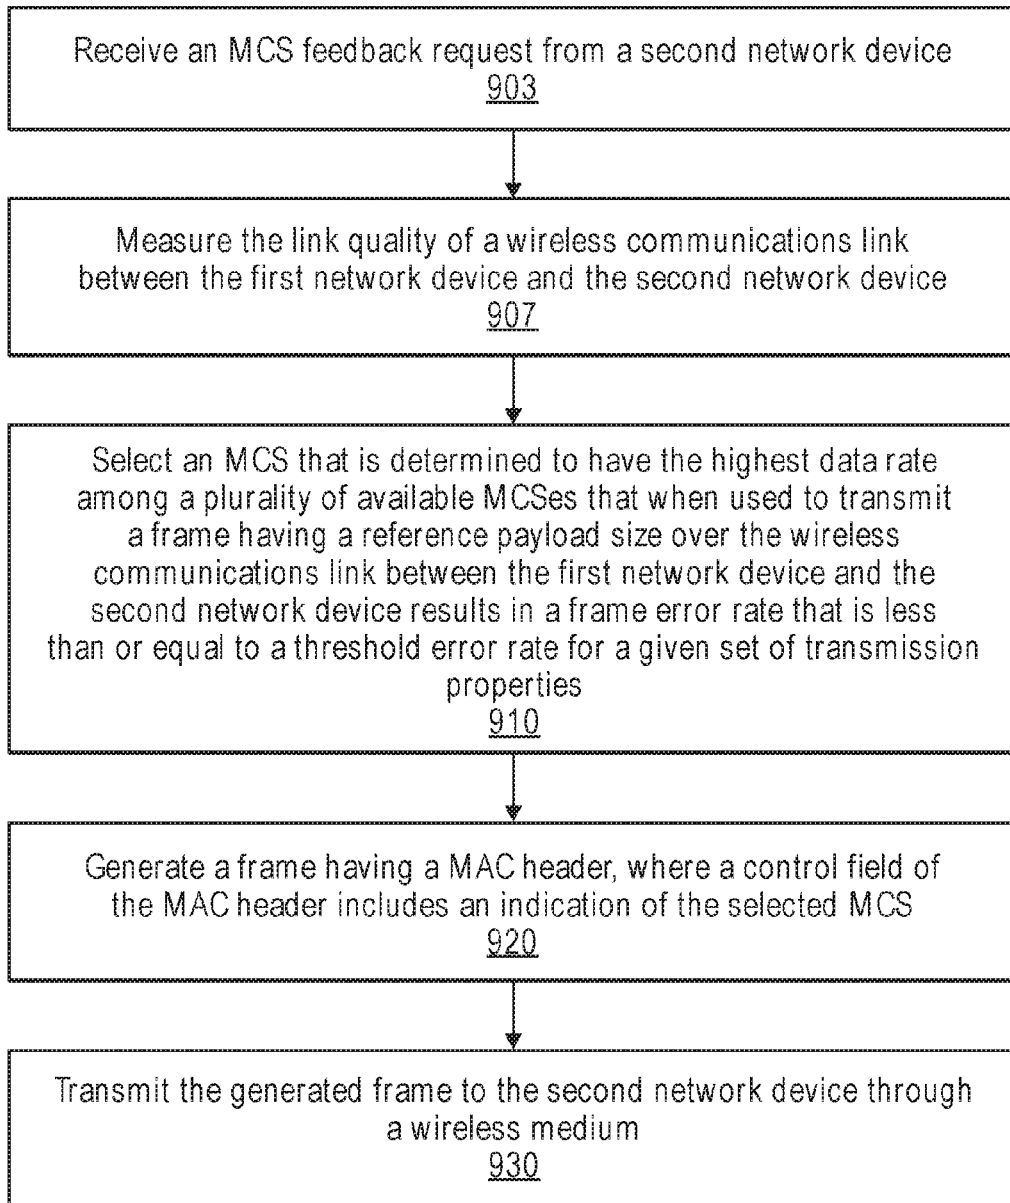 Receive an MCS feedback request from a second network device
903
Measure the link quality of a wireless communications link
between the first network device and the second network device
907
Select an MCS that is determined to have the highest data rate
among a plurality of available MCSes that when used to transmit
a frame having a reference payload size over the wireless
communications link between the first network device and the
second network device results in a frame error rate that is less
than or equal to a threshold error rate for a given set of transmission
properties
910
Generate a frame having a MAC header, where a control field of
the MAC header includes an indication of the selected MCS
920
Transmit the generated frame to the second network device through
a wireless medium
930